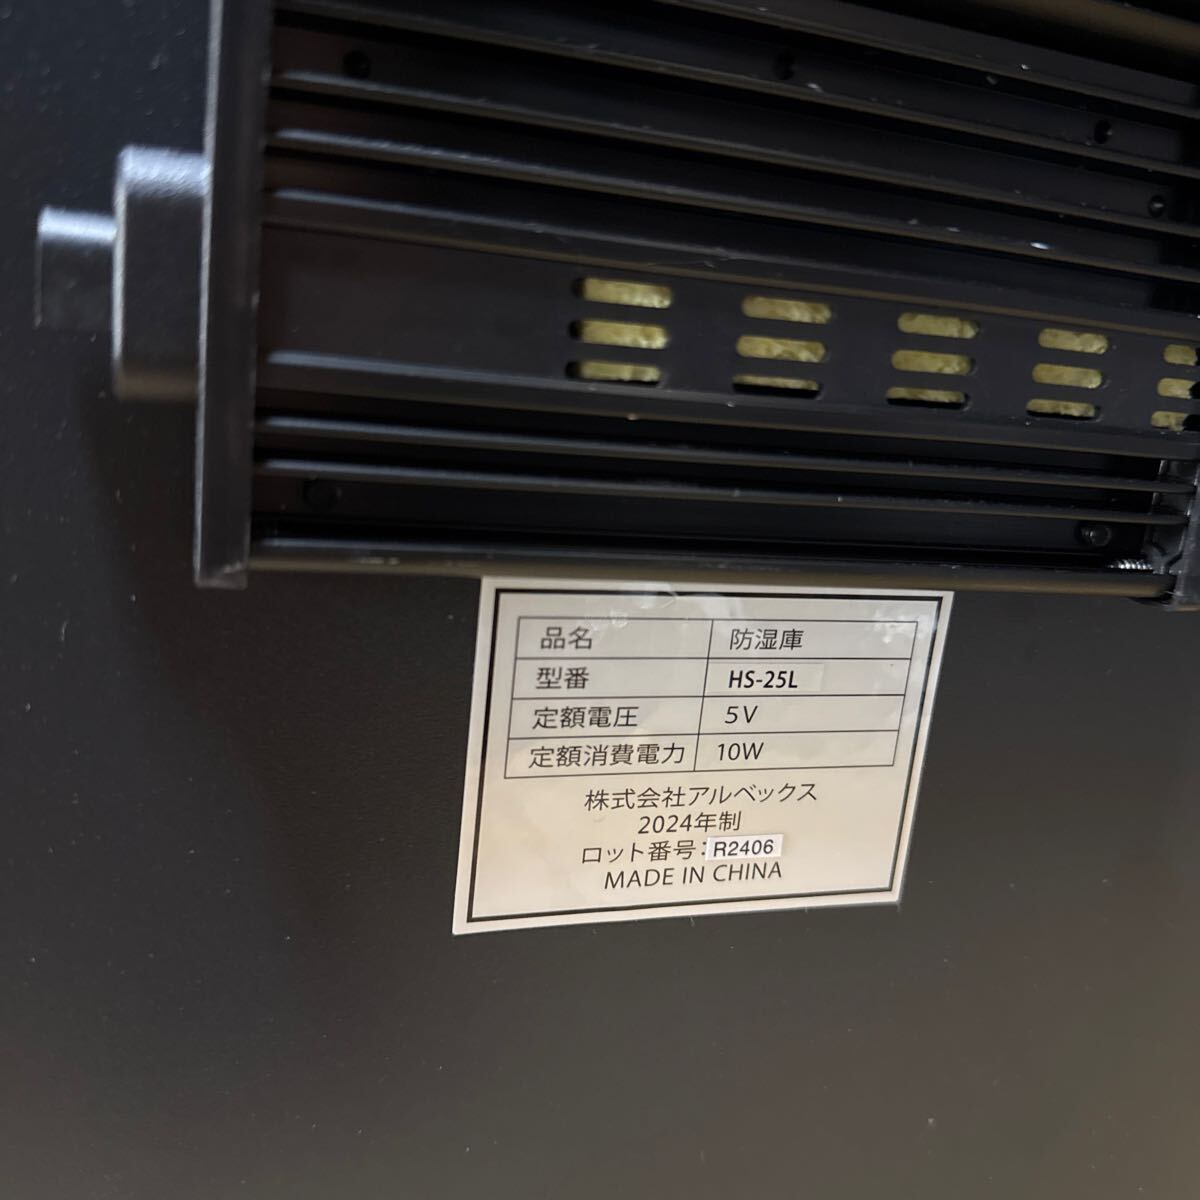 品名 防湿庫
型番 HS-25L
定額電圧 5V
定額消費電力 10W
株式会社アルベックス
2024年制
ロット番号:R2406
MADE IN CHINA